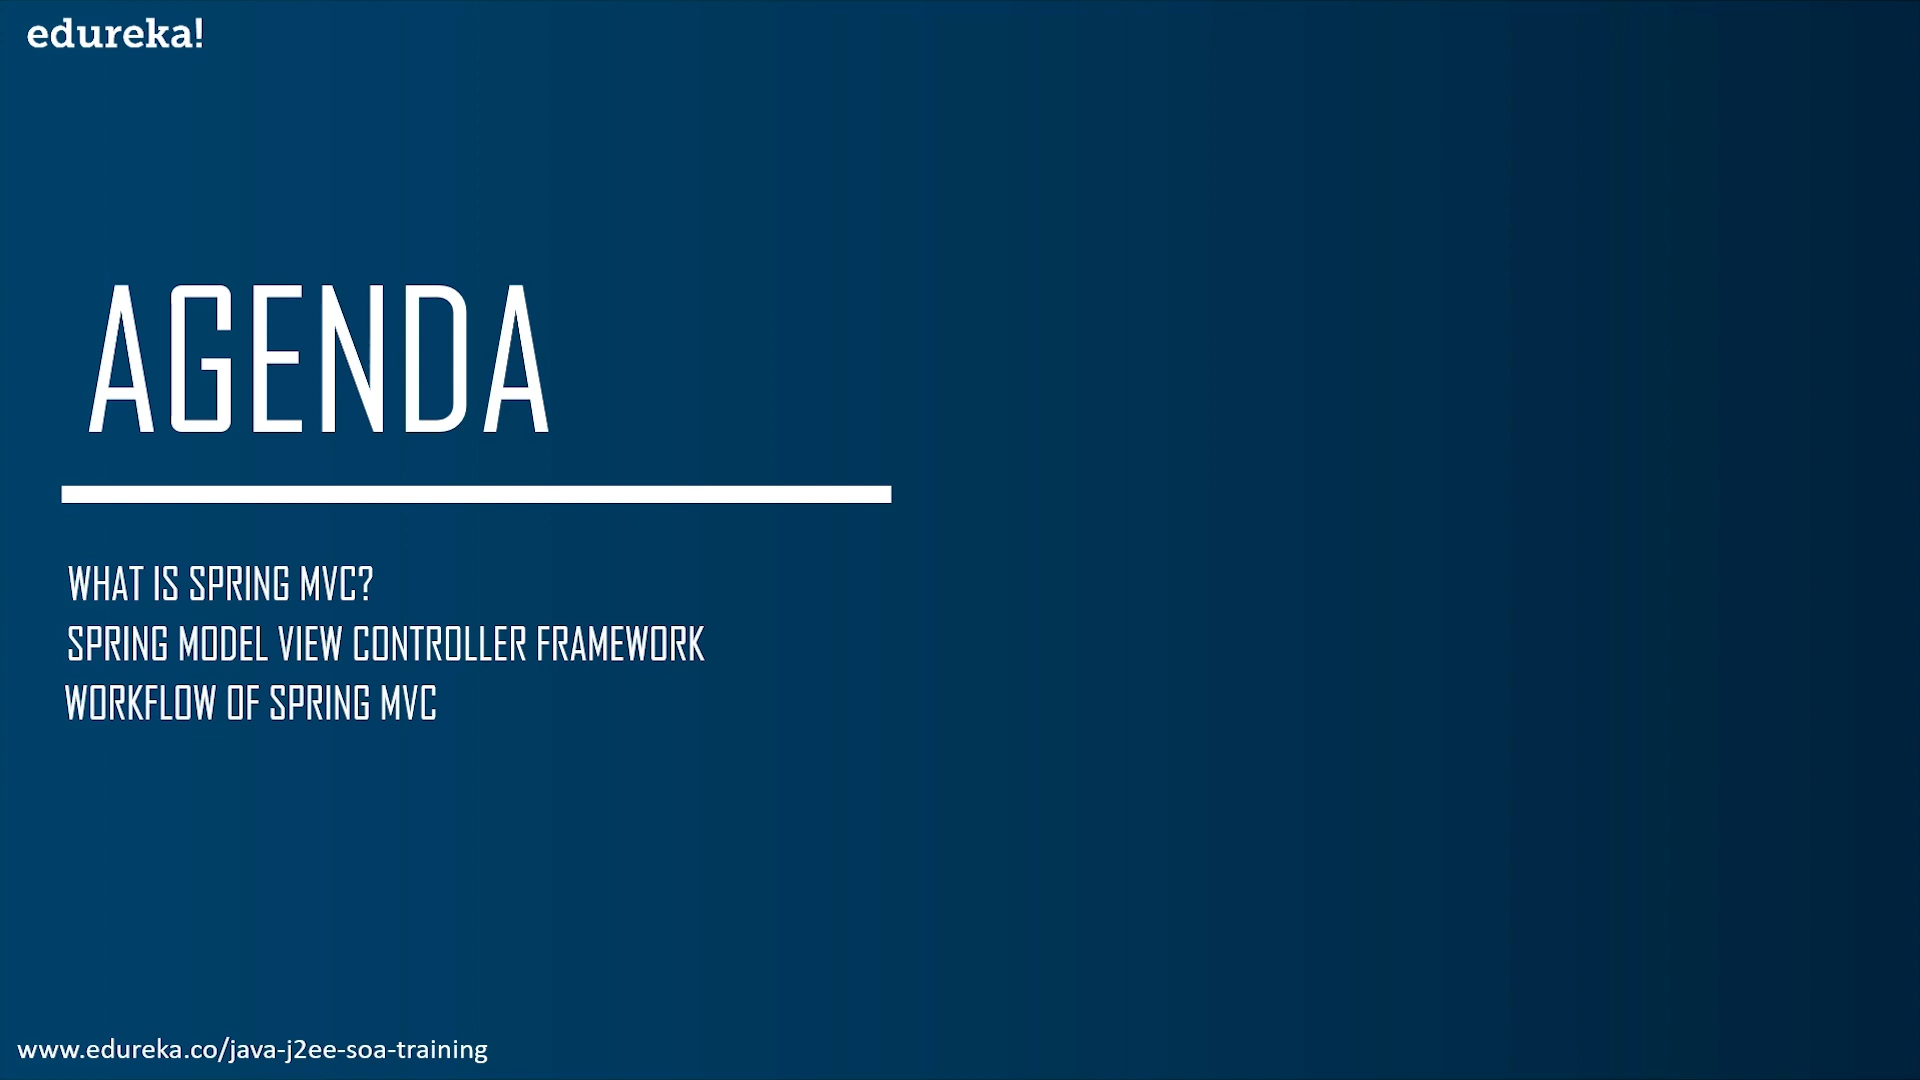 edureka!
AGENDA
WHAT IS SPRING MVC?
SPRING MODEL VIEW CONTROLLER FRAMEWORK
WORKFLOW OF SPRING MVC
www.edureka.co/java-j2ee-soa-training